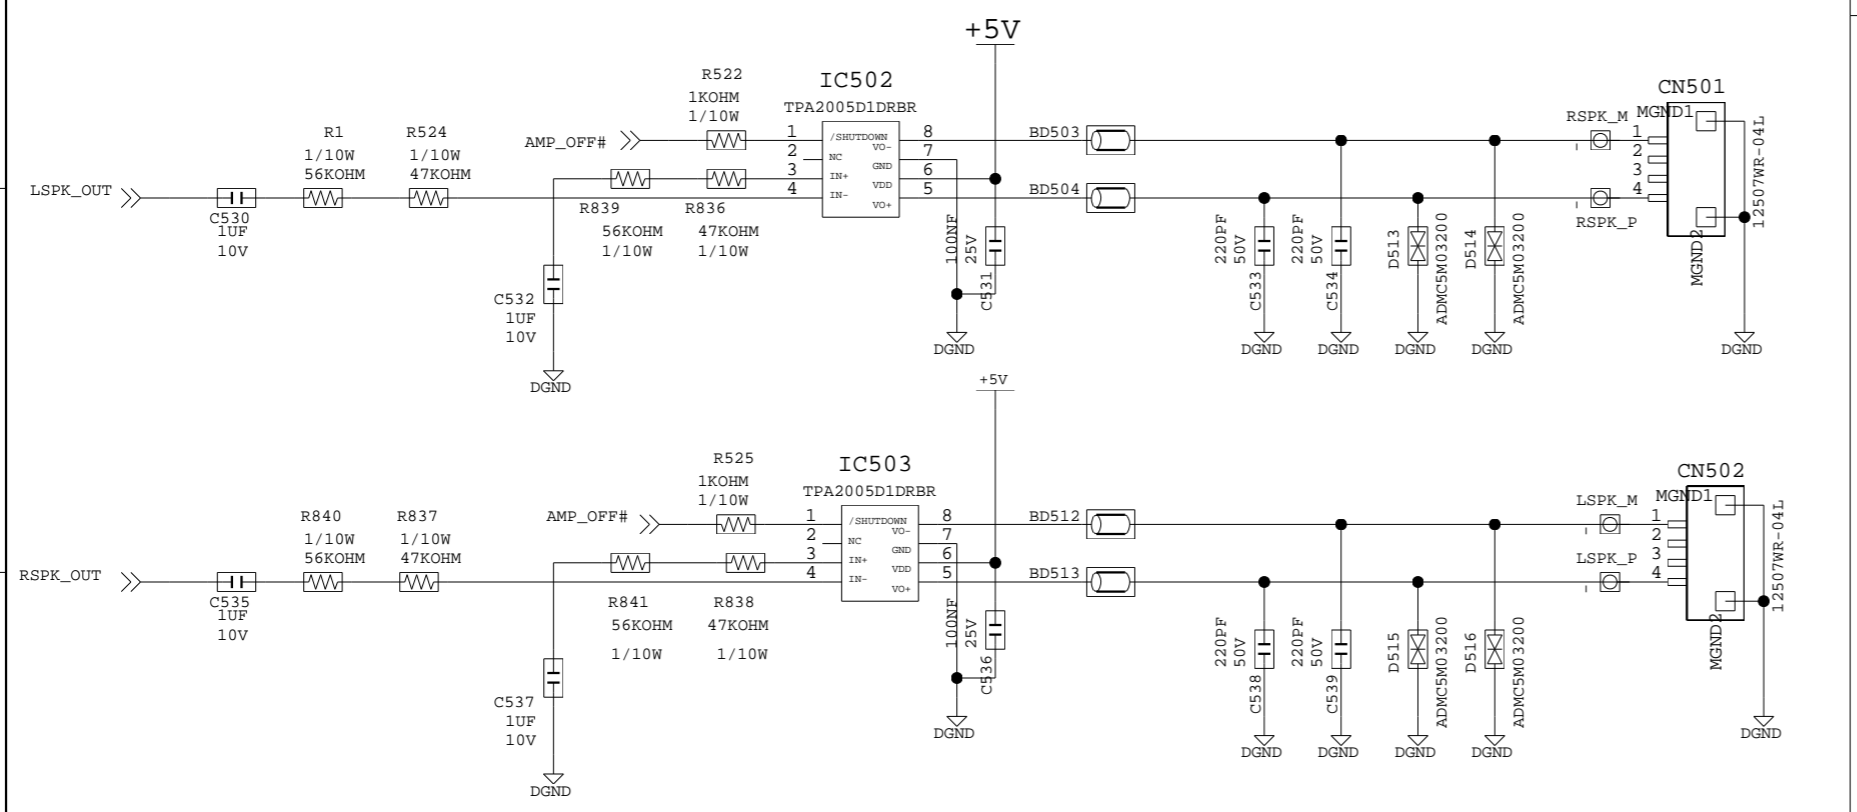 +5V
R522
1KOHM
1/10W
IC502
TPA2005D1DRBR
CN501
MGND1
RSPK_M
R1
1/10W
56KOHM
R524
1/10W
47KOHM
AMP_OFF#
1
2
3
4
/SHUTDOWN
VO-
NC
GND
IN+
VDD
IN-
VO+
8
7
6
5
BD503
BD504
1
2
3
4
12507WR-04L
LSPK_OUT
C530
1UF
10V
R839
56KOHM
1/10W
R836
47KOHM
1/10W
100NF
25V
C531
220PF
50V
C533
220PF
50V
C534
D513
ADMC5M03200
D514
ADMC5M03200
RSPK_P
MGND2
C532
1UF
10V
DGND
DGND
DGND
DGND
DGND
DGND
DGND
+5V
R525
1KOHM
1/10W
IC503
TPA2005D1DRBR
CN502
MGND1
LSPK_M
R840
1/10W
56KOHM
R837
1/10W
47KOHM
AMP_OFF#
1
2
3
4
/SHUTDOWN
VO-
NC
GND
IN+
VDD
IN-
VO+
8
7
6
5
BD512
BD513
LSPK_P
1
2
3
4
12507WR-04L
RSPK_OUT
C535
1UF
10V
R841
56KOHM
1/10W
R838
47KOHM
1/10W
100NF
25V
C536
220PF
50V
C538
220PF
50V
C539
D515
ADMC5M03200
D516
ADMC5M03200
MGND2
C537
1UF
10V
DGND
DGND
DGND
DGND
DGND
DGND
DGND